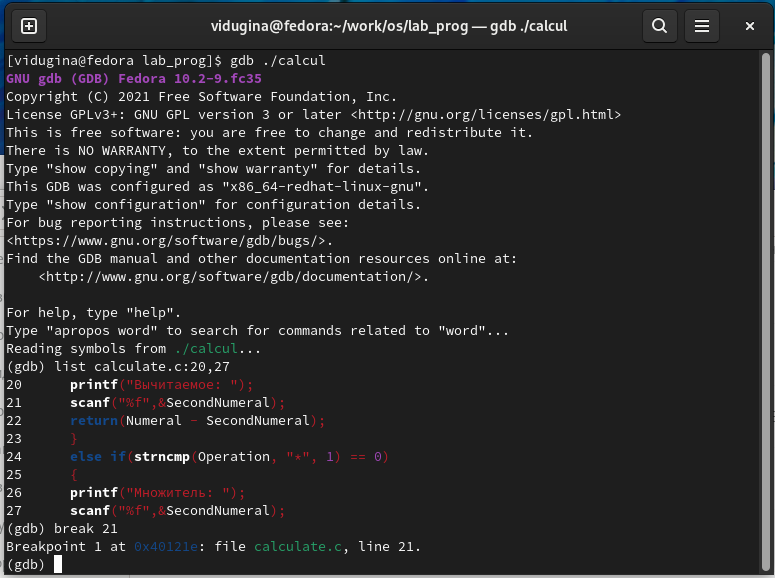 vidugina@fedora:~/work/os/lab_prog — gdb ./calcul
[vidugina@fedora lab_prog]$ gdb ./calcul
GNU gdb (GDB) Fedora 10.2-9.fc35
Copyright (C) 2021 Free Software Foundation, Inc.
License GPLv3+: GNU GPL version 3 or later <http://gnu.org/licenses/gpl.html>
This is free software: you are free to change and redistribute it.
There is NO WARRANTY, to the extent permitted by law.
Type "show copying" and "show warranty" for details.
This GDB was configured as "x86_64-redhat-linux-gnu".
Type "show configuration" for configuration details.
For bug reporting instructions, please see:
<https://www.gnu.org/software/gdb/bugs/>.
Find the GDB manual and other documentation resources online at:
    <http://www.gnu.org/software/gdb/documentation/>.

For help, type "help".
Type "apropos word" to search for commands related to "word"...
Reading symbols from ./calcul...
(gdb) list calculate.c:20,27
20      printf("Вычитаемое: ");
21      scanf("%f",&SecondNumeral);
22      return(Numeral - SecondNumeral);
23      }
24      else if(strncmp(Operation, "*", 1) == 0)
25      {
26      printf("Множитель: ");
27      scanf("%f",&SecondNumeral);
(gdb) break 21
Breakpoint 1 at 0x40121e: file calculate.c, line 21.
(gdb)